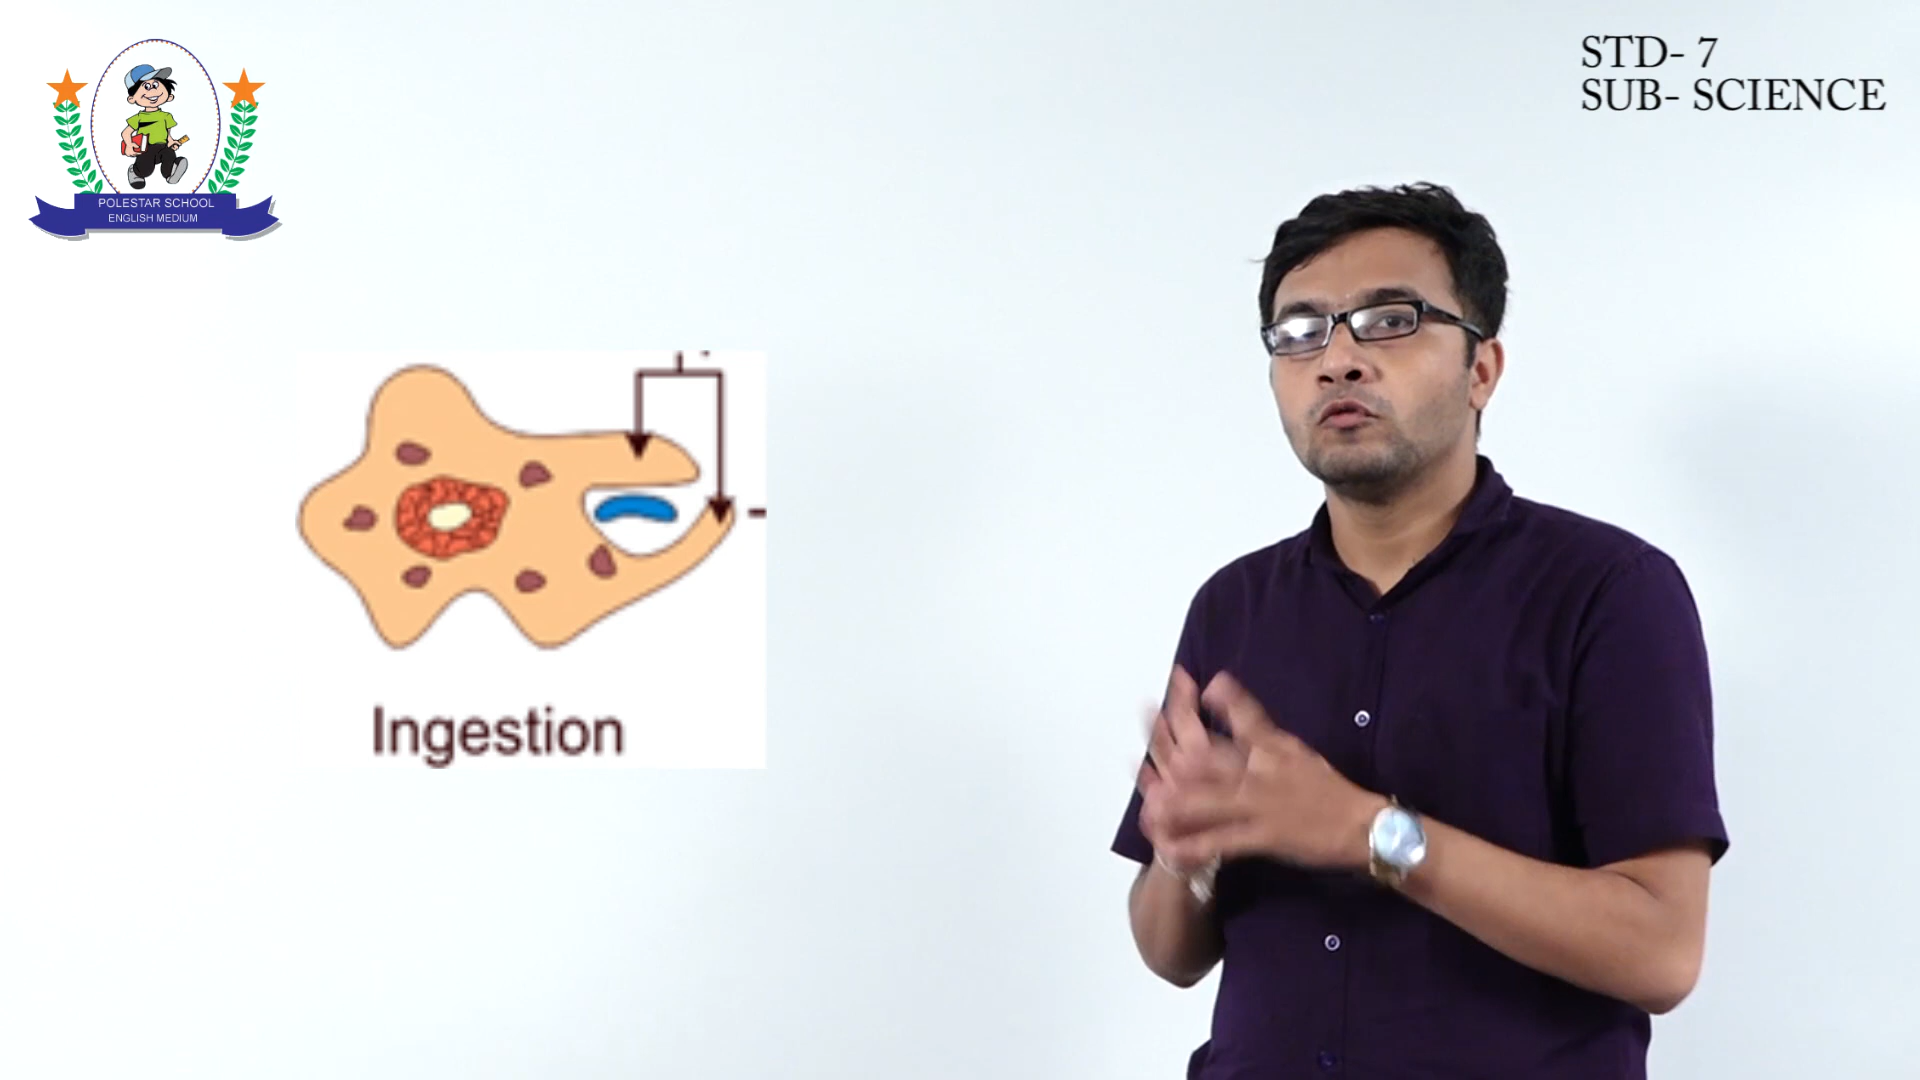 POLESTAR SCHOOL
ENGLISH MEDIUM
STD- 7
SUB- SCIENCE
Ingestion